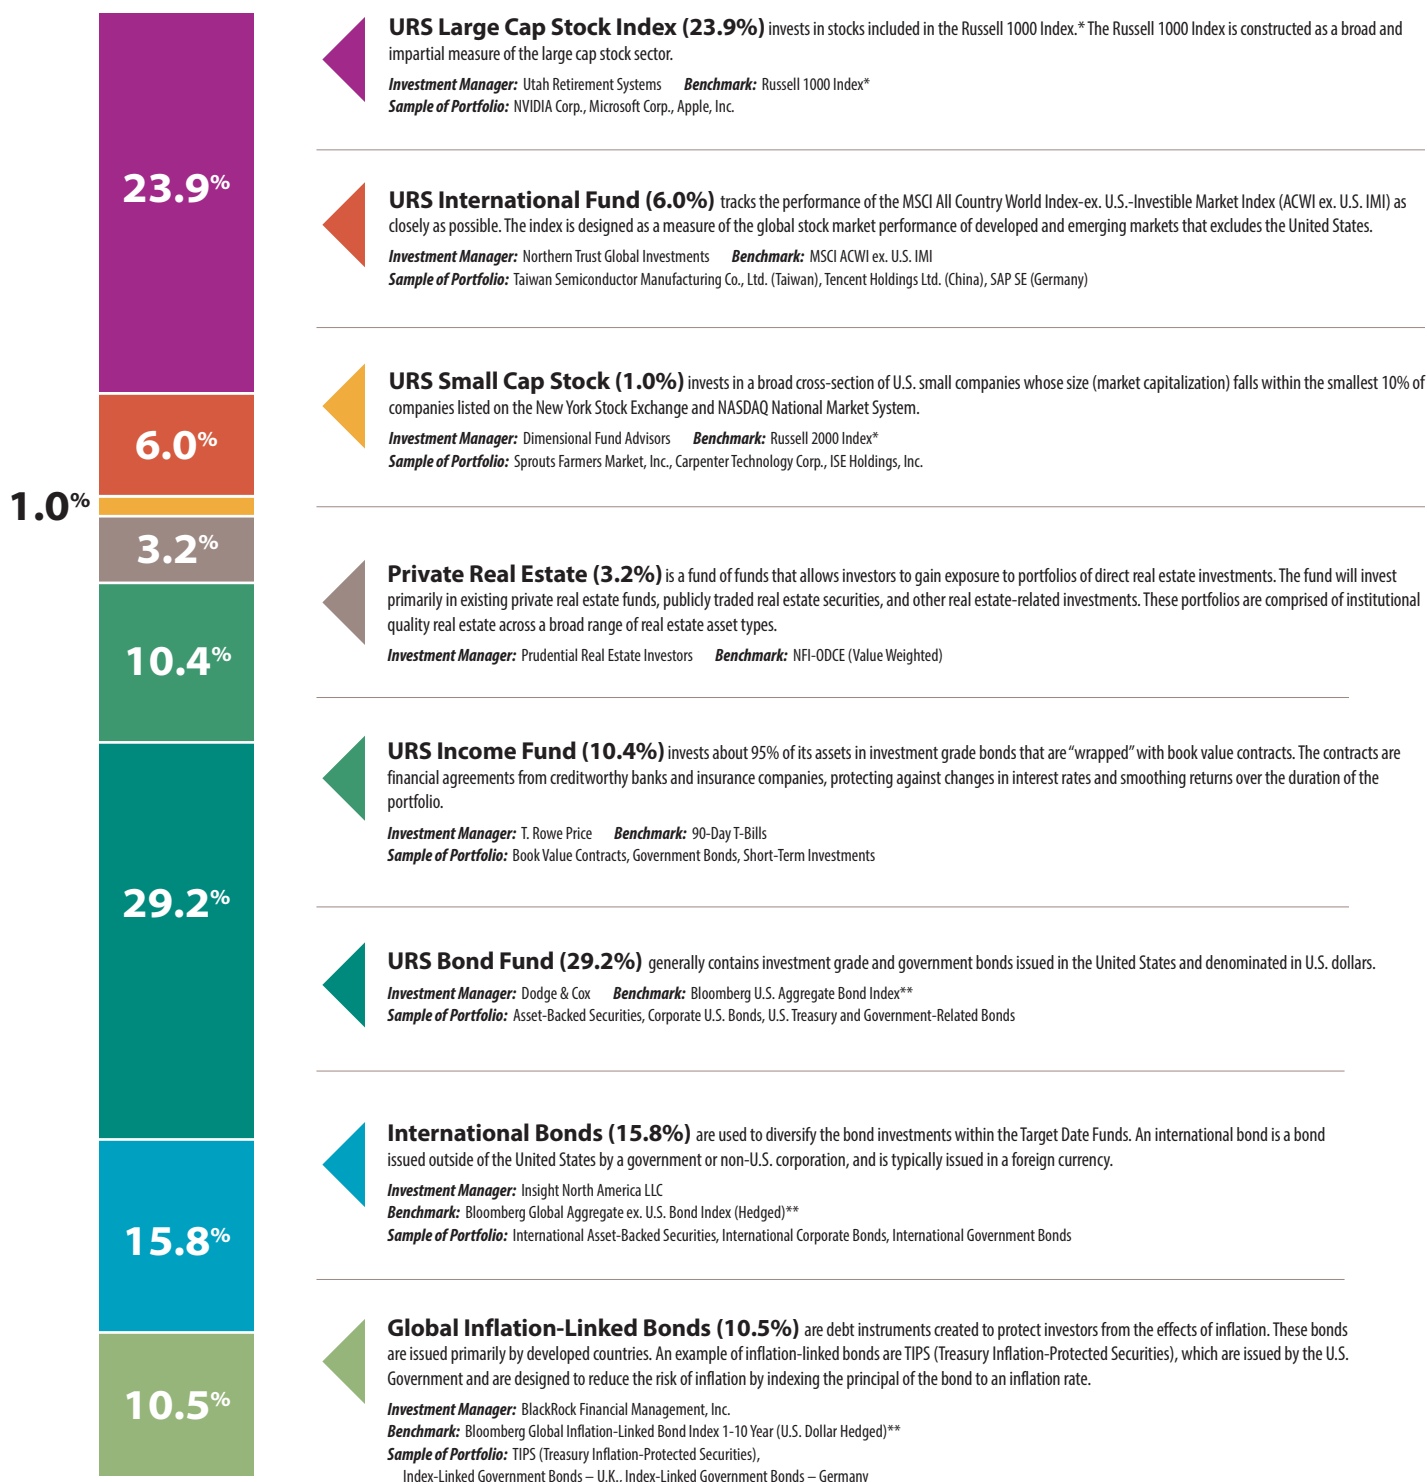 URS Large Cap Stock Index (23.9%) invests in stocks included in the Russell 1000 Index.* The Russell 1000 Index is constructed as a broad and
impartial measure of the large cap stock sector.
Investment Manager: Utah Retirement Systems Benchmark: Russell 1000 Index*
Sample of Portfolio: NVIDIA Corp., Microsoft Corp., Apple, Inc.
23.9%
URS International Fund (6.0%) tracks the performance of the MSCI All Country World Index-ex. U.S.-Investible Market Index (ACWI ex. U.S. IMI) as
closely as possible. The index is designed as a measure of the global stock market performance of developed and emerging markets that excludes the United States.
Investment Manager: Northern Trust Global Investments Benchmark: MSCI ACWI ex. U.S. IMI
Sample of Portfolio: Taiwan Semiconductor Manufacturing Co., Ltd. (Taiwan), Tencent Holdings Ltd. (China), SAP SE (Germany)
URS Small Cap Stock (1.0%) invests in a broad cross-section of U.S. small companies whose size (market capitalization) falls within the smallest 10% of
companies listed on the New York Stock Exchange and NASDAQ National Market System.
Investment Manager: Dimensional Fund Advisors Benchmark: Russell 2000 Index*
Sample of Portfolio: Sprouts Farmers Market, Inc., Carpenter Technology Corp., ISE Holdings, Inc.
6.0%
1.0%
3.2%
Private Real Estate (3.2%) is a fund of funds that allows investors to gain exposure to portfolios of direct real estate investments. The fund will invest
primarily in existing private real estate funds, publicly traded real estate securities, and other real estate-related investments. These portfolios are comprised of institutional
quality real estate across a broad range of real estate asset types.
Investment Manager: Prudential Real Estate Investors Benchmark: NFI-ODCE (Value Weighted)
10.4%
URS Income Fund (10.4%) invests about 95% of its assets in investment grade bonds that are “wrapped” with book value contracts. The contracts are
financial agreements from creditworthy banks and insurance companies, protecting against changes in interest rates and smoothing returns over the duration of the
portfolio.
Investment Manager: T. Rowe Price Benchmark: 90-Day T-Bills
Sample of Portfolio: Book Value Contracts, Government Bonds, Short-Term Investments
29.2%
URS Bond Fund (29.2%) generally contains investment grade and government bonds issued in the United States and denominated in U.S. dollars.
Investment Manager: Dodge & Cox Benchmark: Bloomberg U.S. Aggregate Bond Index**
Sample of Portfolio: Asset-Backed Securities, Corporate U.S. Bonds, U.S. Treasury and Government-Related Bonds
International Bonds (15.8%) are used to diversify the bond investments within the Target Date Funds. An international bond is a bond
issued outside of the United States by a government or non-U.S. corporation, and is typically issued in a foreign currency.
Investment Manager: Insight North America LLC
Benchmark: Bloomberg Global Aggregate ex. U.S. Bond Index (Hedged)**
Sample of Portfolio: International Asset-Backed Securities, International Corporate Bonds, International Government Bonds
15.8%
Global Inflation-Linked Bonds (10.5%) are debt instruments created to protect investors from the effects of inflation. These bonds
are issued primarily by developed countries. An example of inflation-linked bonds are TIPS (Treasury Inflation-Protected Securities), which are issued by the U.S.
Government and are designed to reduce the risk of inflation by indexing the principal of the bond to an inflation rate.
Investment Manager: BlackRock Financial Management, Inc.
Benchmark: Bloomberg Global Inflation-Linked Bond Index 1-10 Year (U.S. Dollar Hedged)**
Sample of Portfolio: TIPS (Treasury Inflation-Protected Securities),
Index-Linked Government Bonds – U.K., Index-Linked Government Bonds – Germany
10.5%